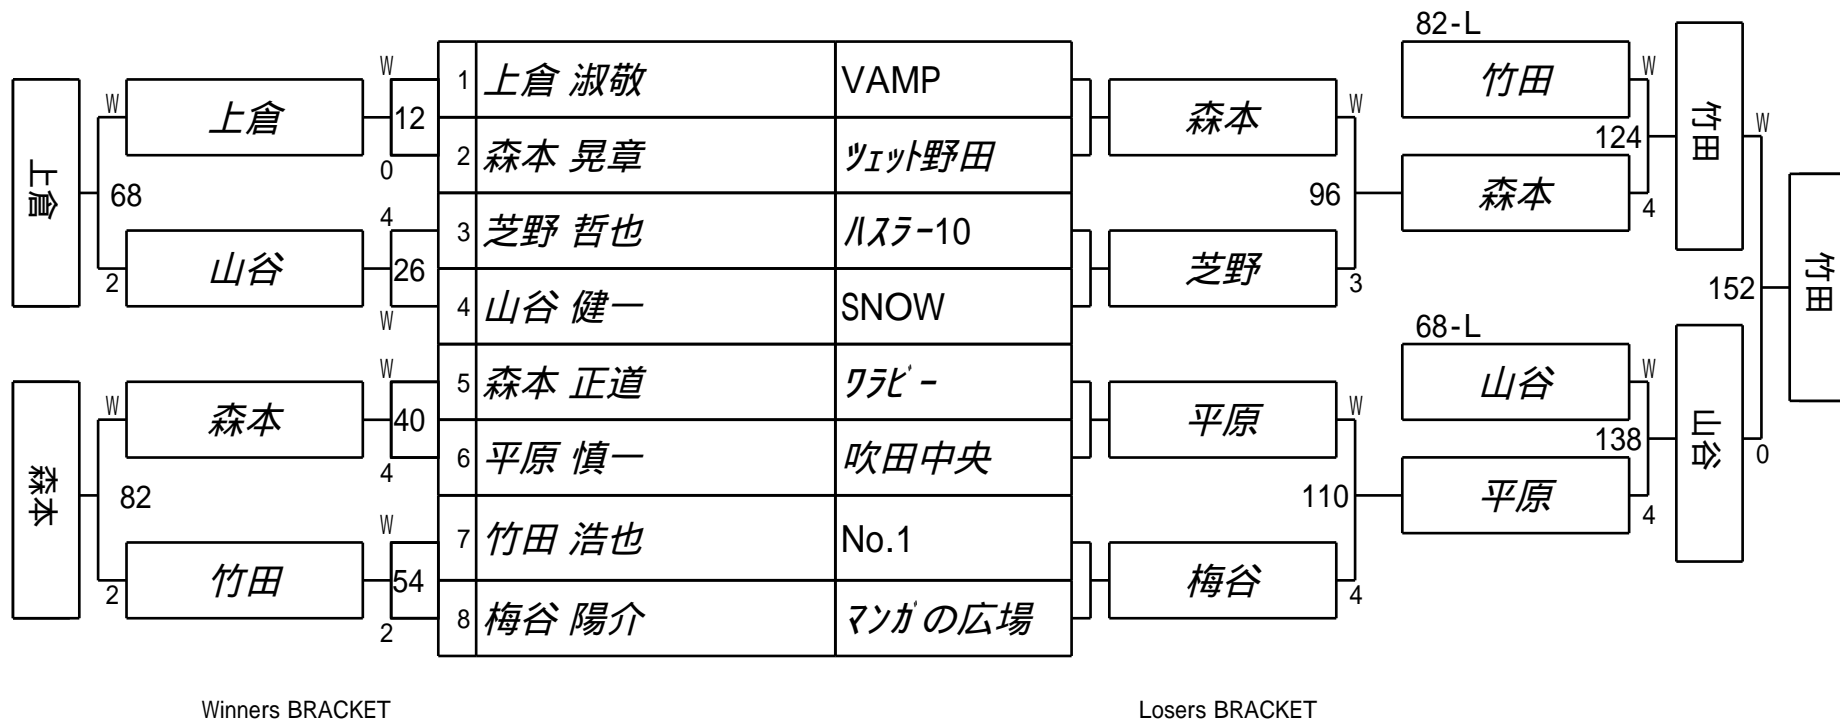 82-L
W
W
上倉
12
0
W
上倉
68
2
山谷
4
26
W
W
森本
40
4
W
森本
82
2
竹田
W
54
2
1 上倉 淑敬 VAMP
2 森本 晃章 ツェット野田
3 芝野 哲也 ハスラー10
4 山谷 健一 SNOW
5 森本 正道 ワラビー
6 平原 慎一 吹田中央
7 竹田 浩也 No.1
8 梅谷 陽介 マンガの広場
森本
W
96
芝野
3
平原
W
110
梅谷
4
竹田
W
124
森本
4
竹田
W
68-L
山谷
W
138
平原
4
山谷
0
152
竹田
Winners BRACKET
Losers BRACKET